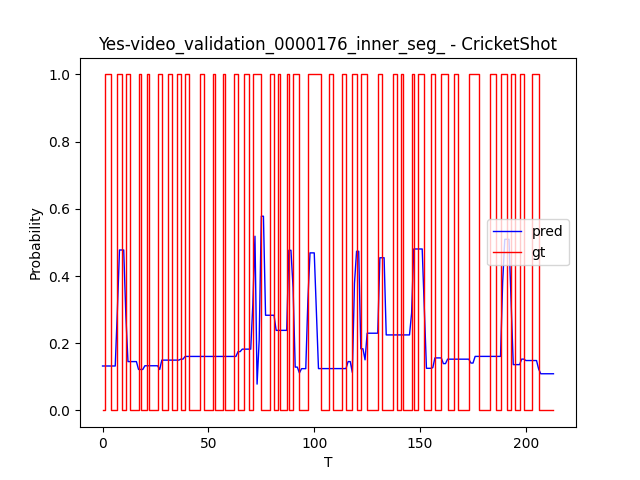 Yes-video_validation_0000176_inner_seg_ - CricketShot
1.0
0.8
0.6
0.4
0.2
0.0
Probability
pred
gt
0 50 100 150 200
T